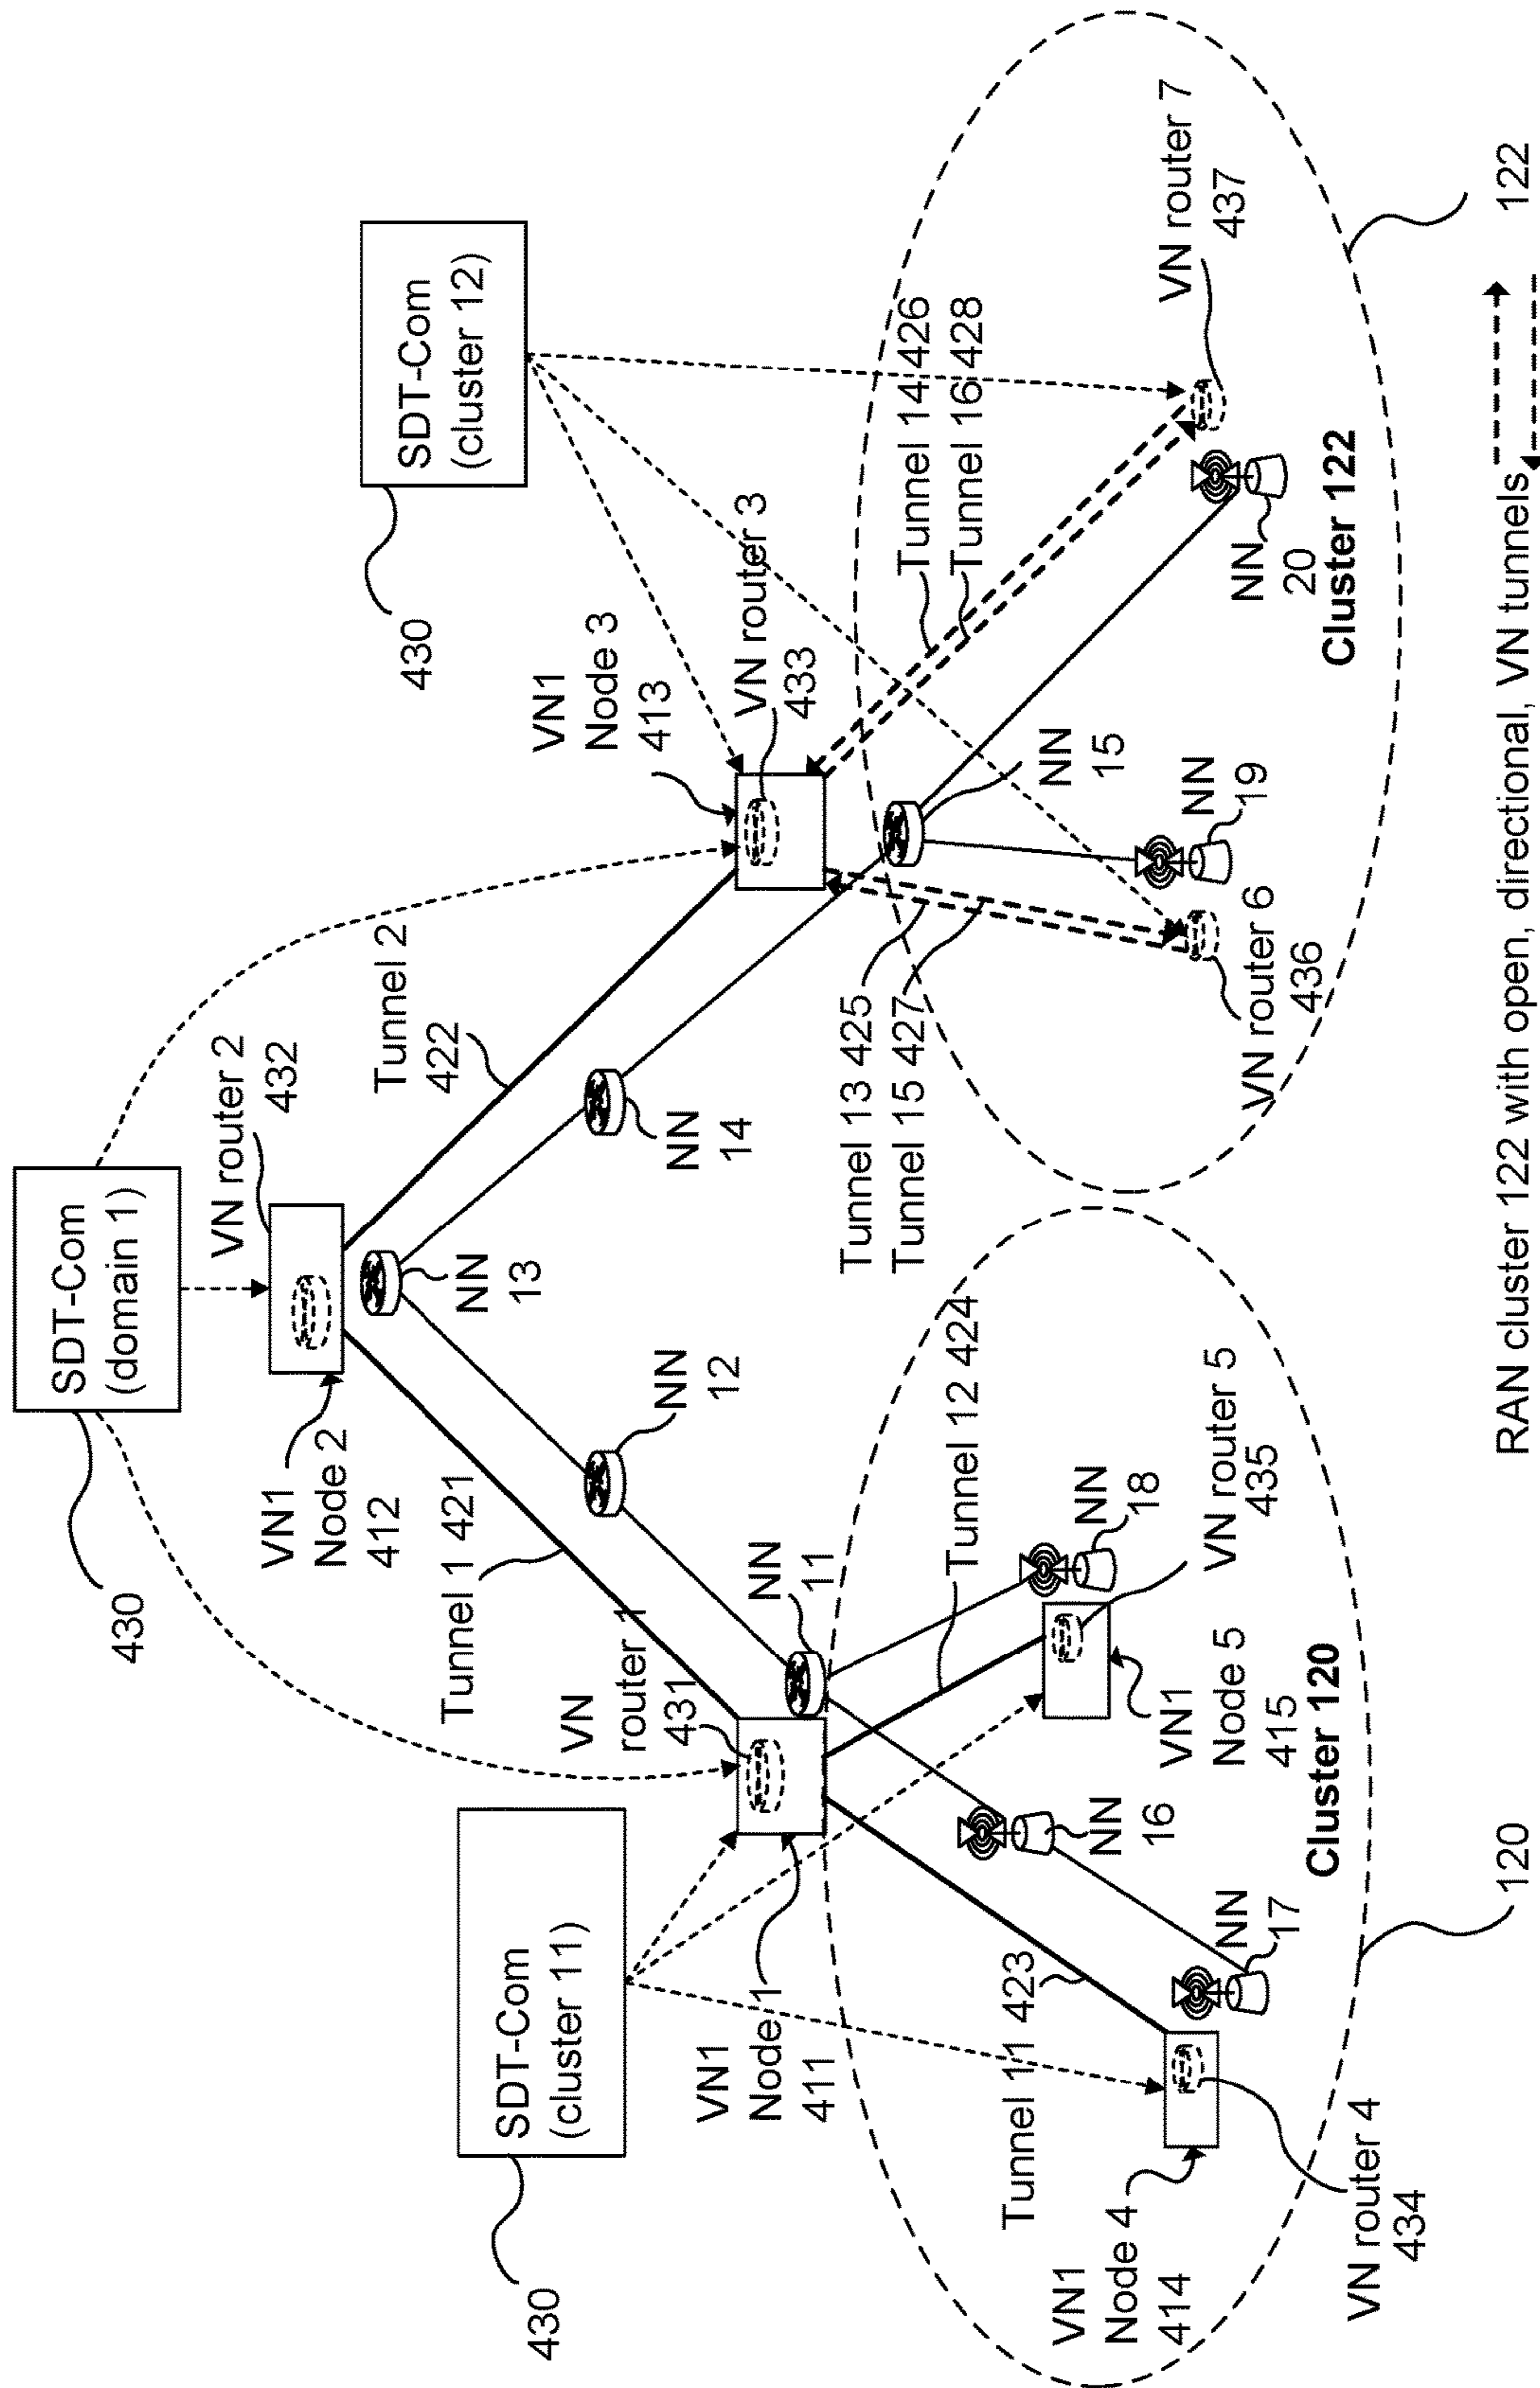 SDT-Com
(domain 1)
430
VN router 2
432
VN1
Node 2
412
SDT-Com
(cluster 11)
430
SDT-Com
(cluster 12)
430
Tunnel 1 421
Tunnel 2
422
NN
13
NN
12
NN
14
VN
router 1
431
NN
11
VN1
Node 1
411
VN1
Node 3
413
VN router 3
433
NN
15
Tunnel 11 423
Tunnel 12 424
Tunnel 13 425
Tunnel 15 427
Tunnel 14 426
Tunnel 16 428
VN1
Node 4
414
VN router 4
434
NN
17
NN
16
NN
18
VN1
Node 5
415
VN router 5
435
Cluster 120
120
VN router 6
436
NN
19
NN
20
VN router 7
437
Cluster 122
122
RAN cluster 122 with open, directional, VN tunnels